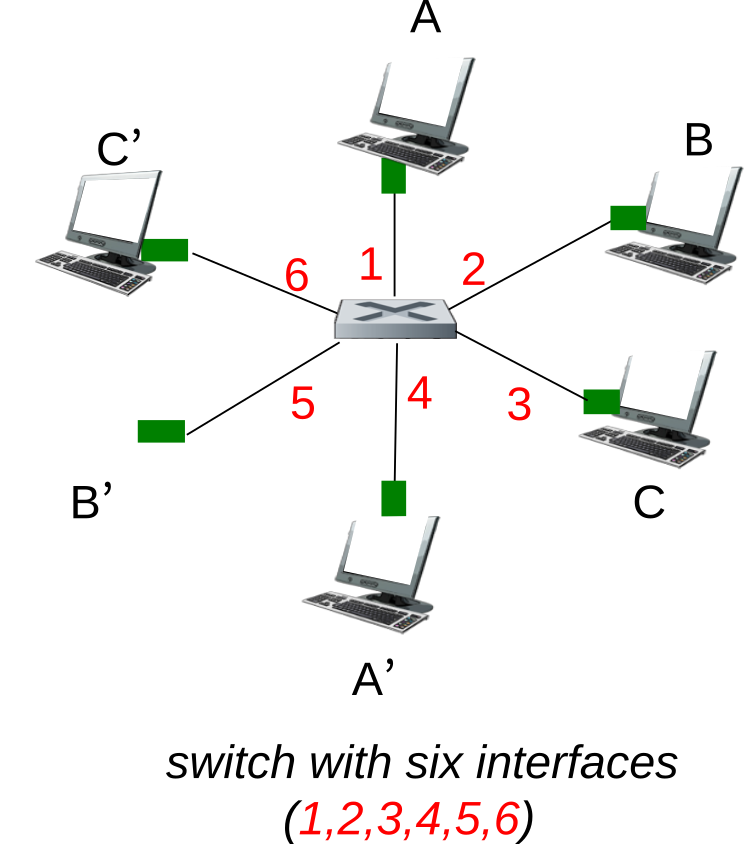 A
C’
B
6
1
2
5
4
3
B’
C
A’
switch with six interfaces
(1,2,3,4,5,6)